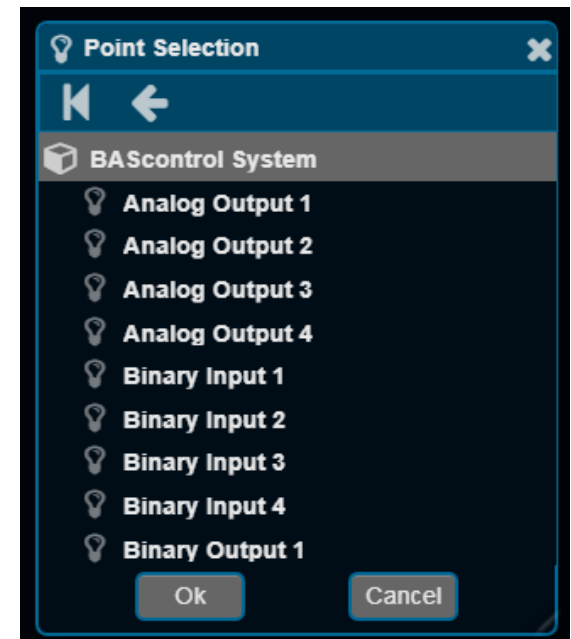 Point Selection
BAScontrol System
Analog Output 1
Analog Output 2
Analog Output 3
Analog Output 4
Binary Input 1
Binary Input 2
Binary Input 3
Binary Input 4
Binary Output 1
Ok Cancel